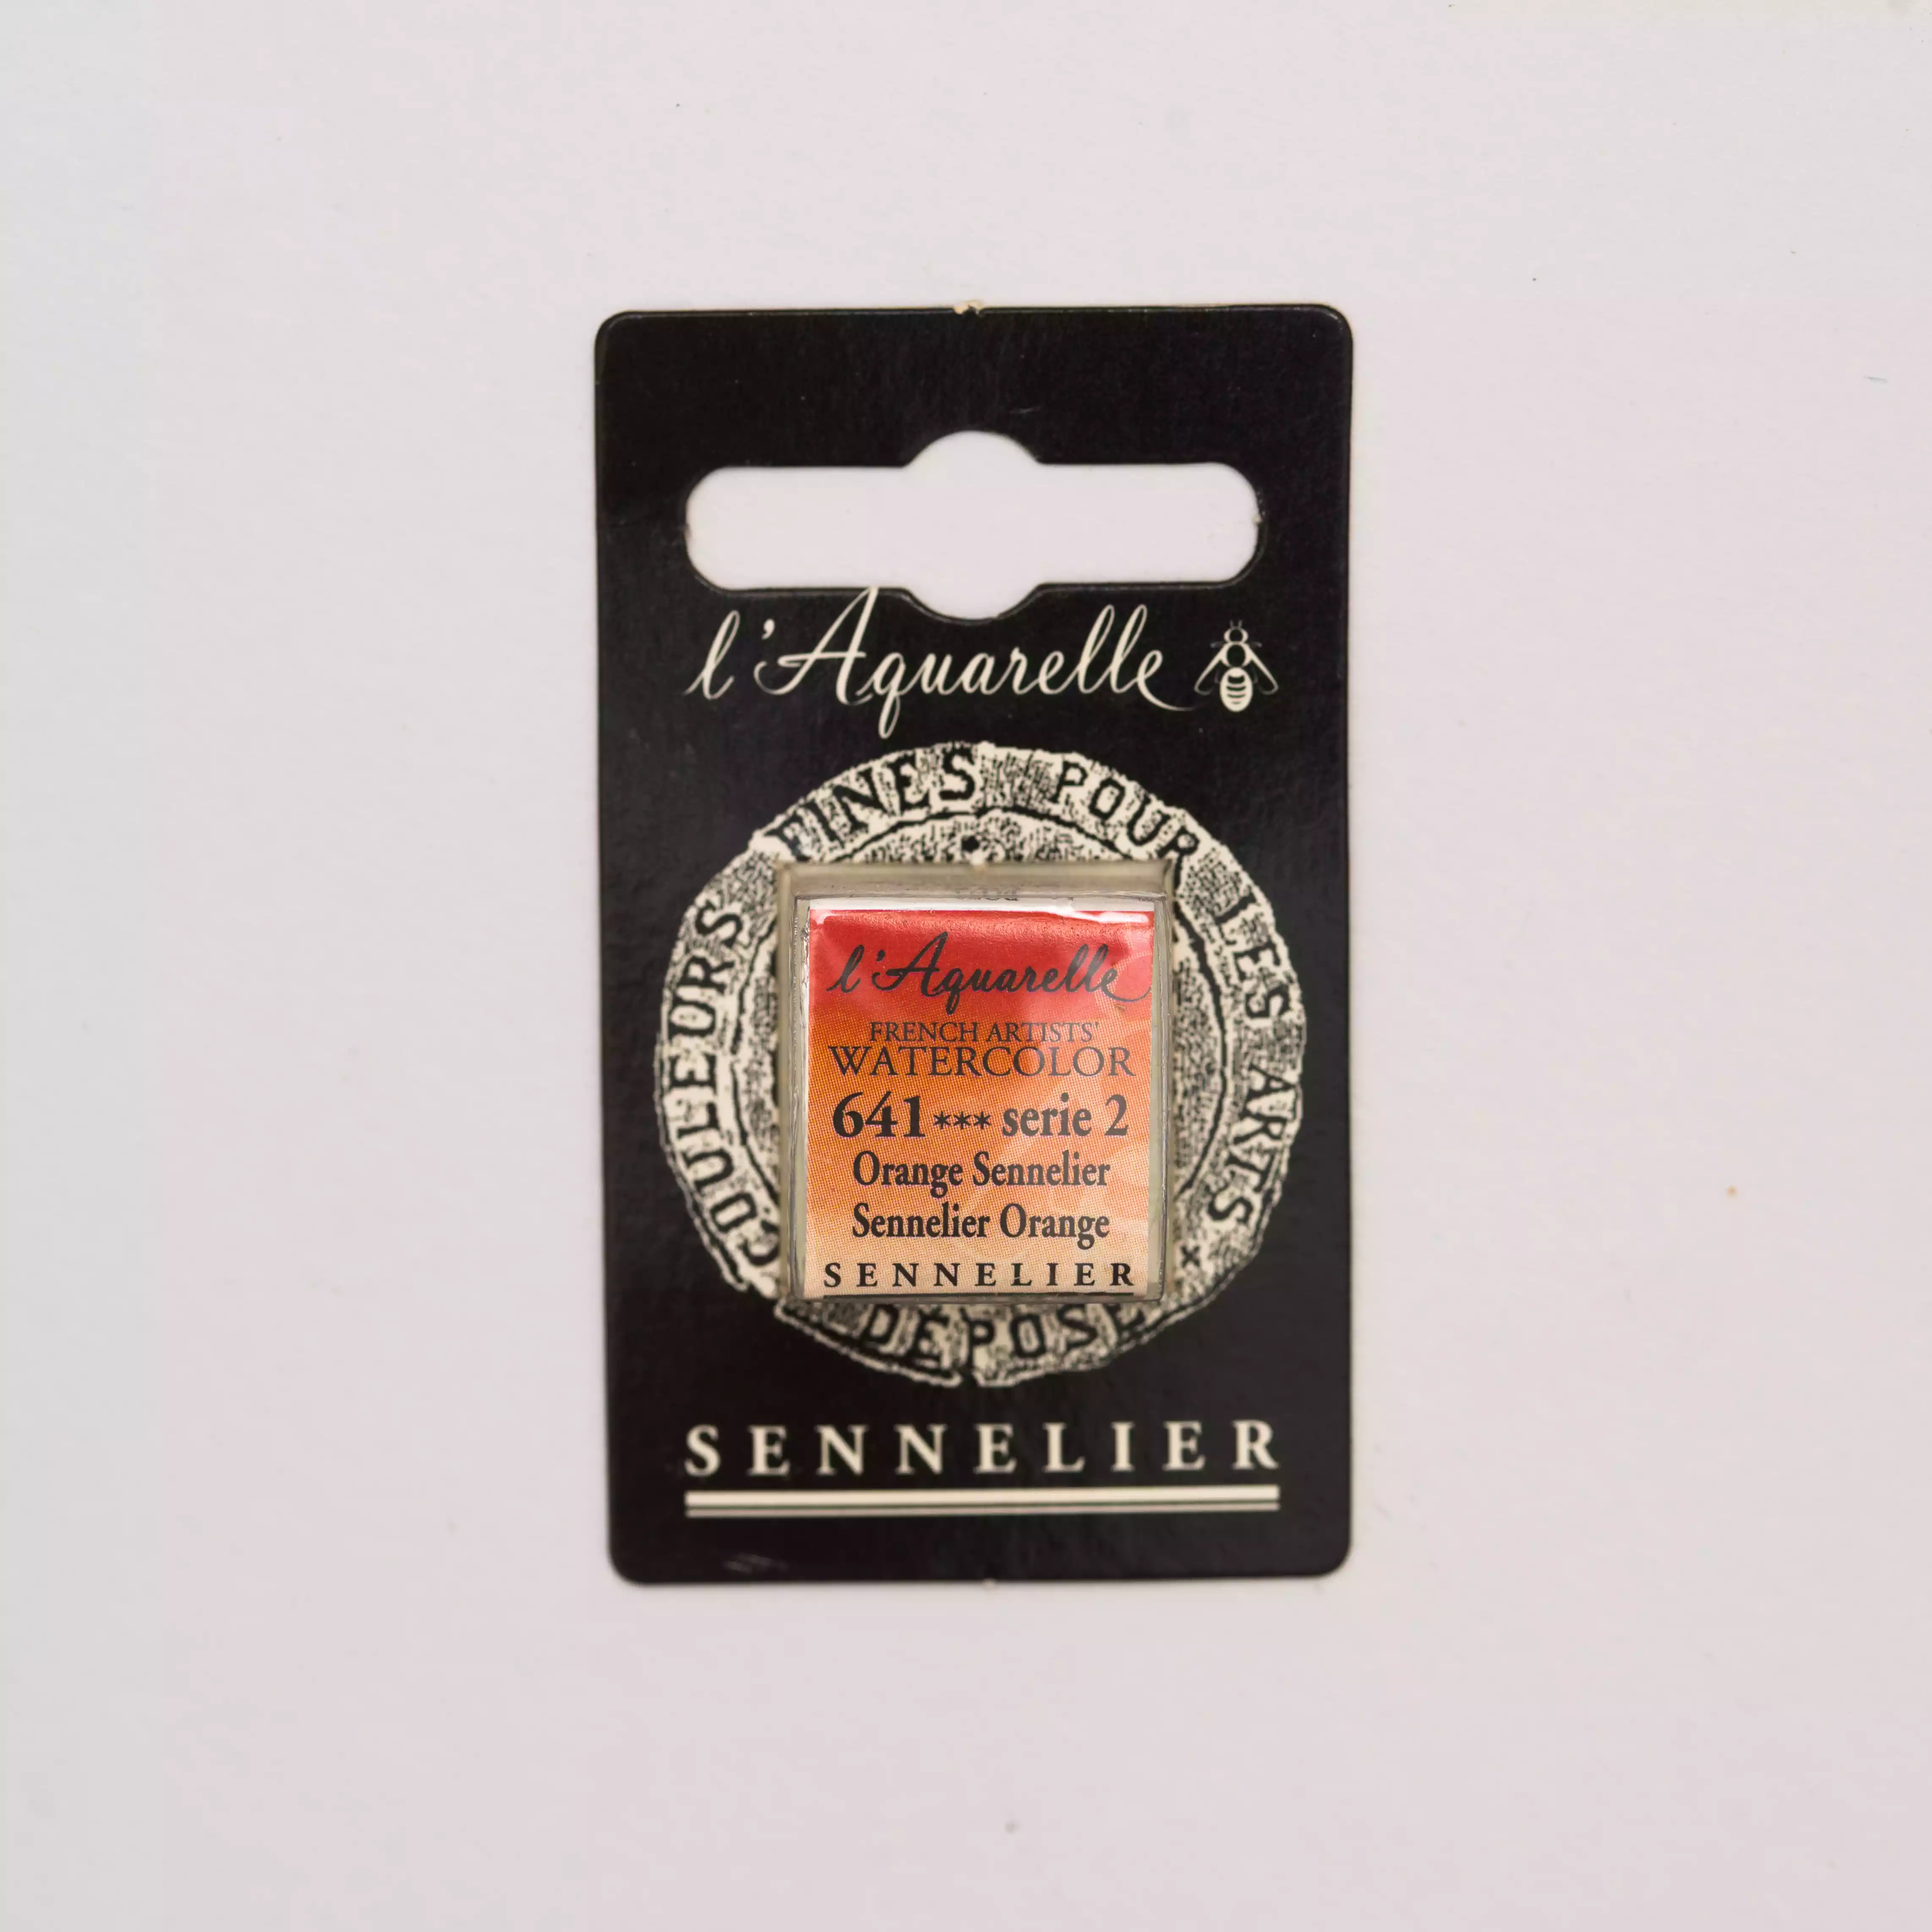 l'Aquarelle
COULEURS FINES POUR LES ARTS
l'Aquarelle
FRENCH ARTISTS'
WATERCOLOR
641*** serie 2
Orange Sennelier
Sennelier Orange
SENNELIER
DÉPOSÉ
SENNELIER